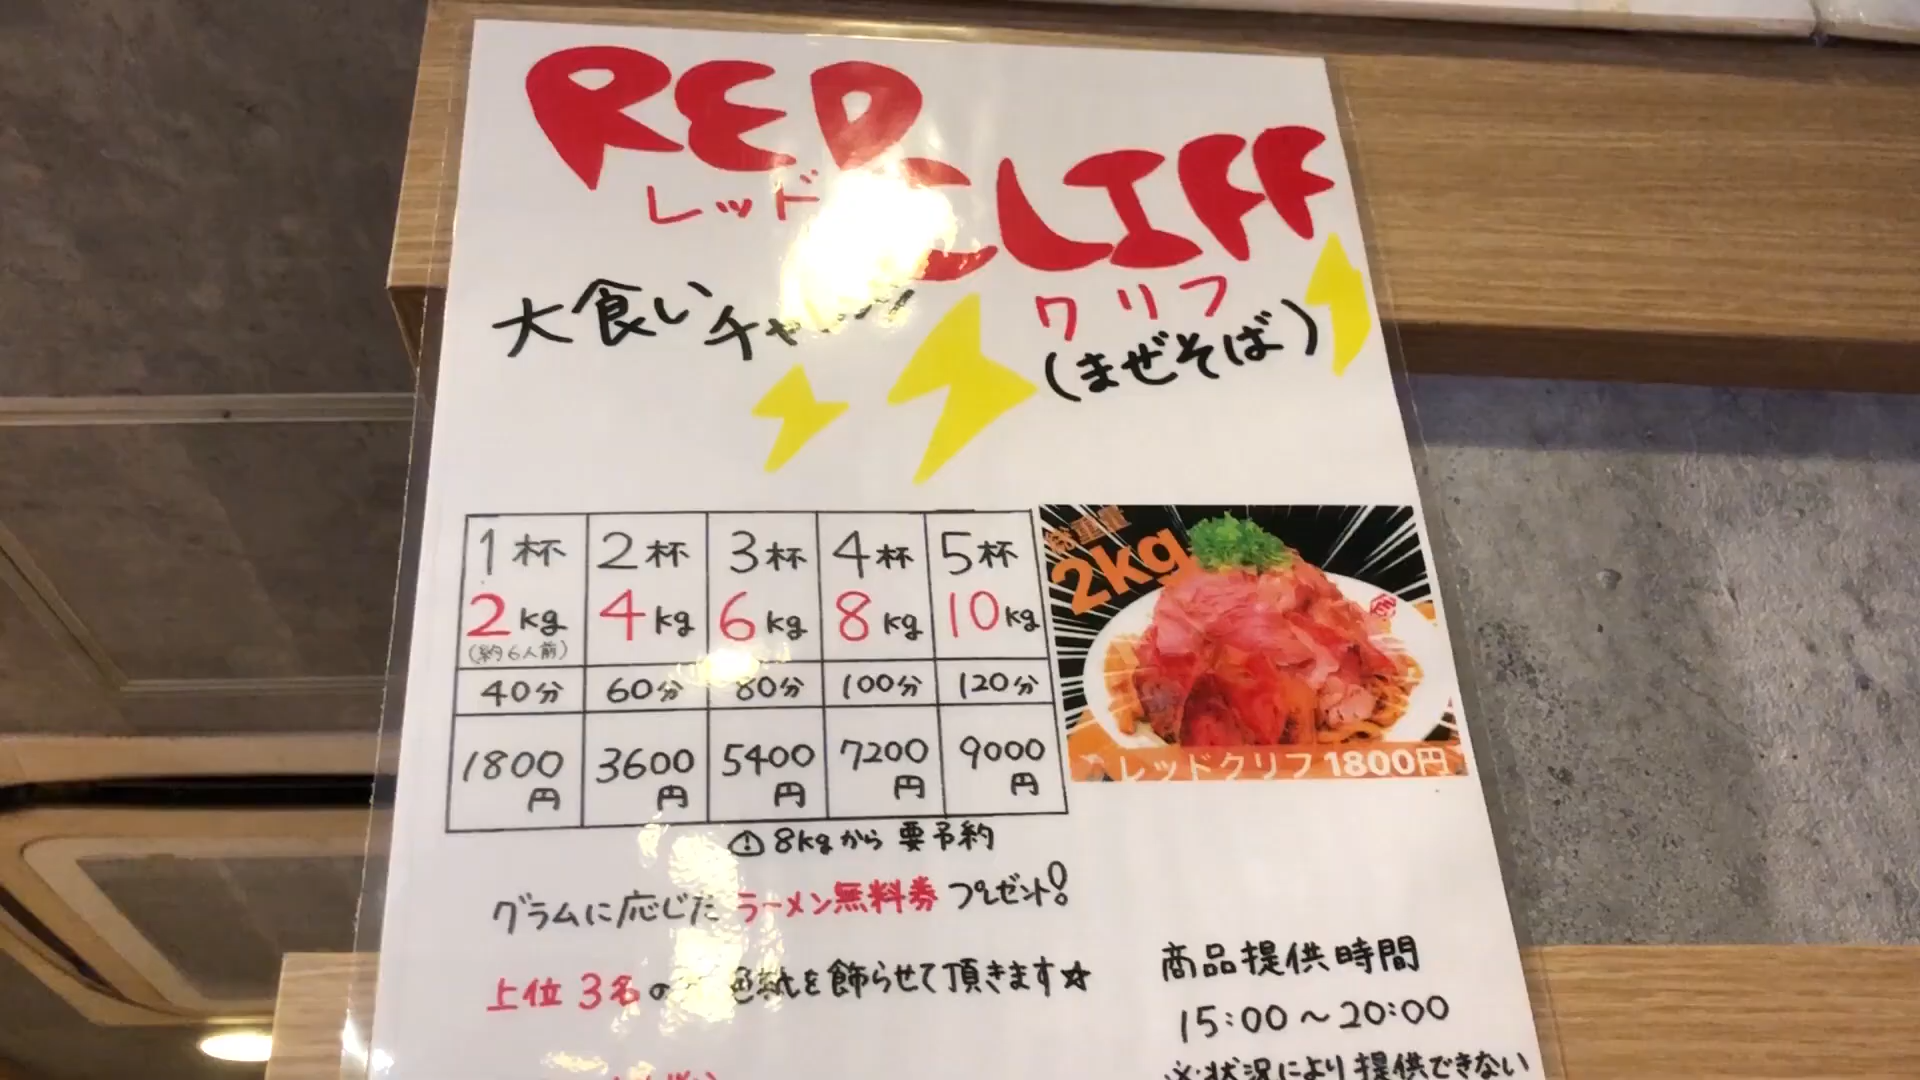 RED CLIFF
レッド
クリフ
大食い
(まぜそば)
1杯 2杯 3杯 4杯 5杯
2kg 4kg 6kg 8kg 10kg
(約6人前)
40分 60分 80分 100分 120分
1800円 3600円 5400円 7200円 9000円
総重量
2kg
レッドクリフ 1800円
⚠8kgから要予約
グラムに応じた ラーメン無料券 プレゼント!
上位3名の 色紙を飾らせて頂きます☆
商品提供時間
15:00〜20:00
※状況により提供できない